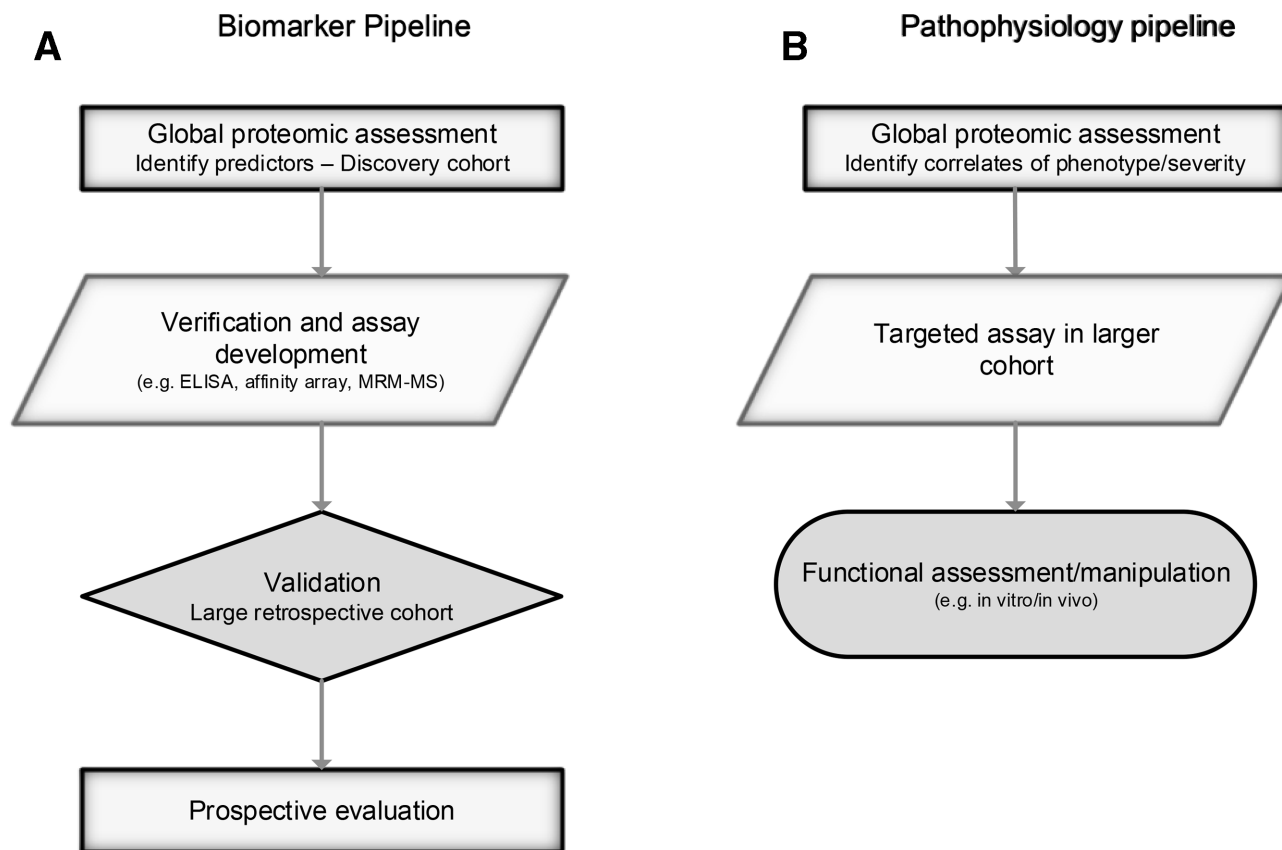 A
Biomarker Pipeline
Global proteomic assessment
Identify predictors – Discovery cohort
Verification and assay
development
(e.g. ELISA, affinity array, MRM-MS)
Validation
Large retrospective cohort
Prospective evaluation
B
Pathophysiology pipeline
Global proteomic assessment
Identify correlates of phenotype/severity
Targeted assay in larger
cohort
Functional assessment/manipulation
(e.g. in vitro/in vivo)